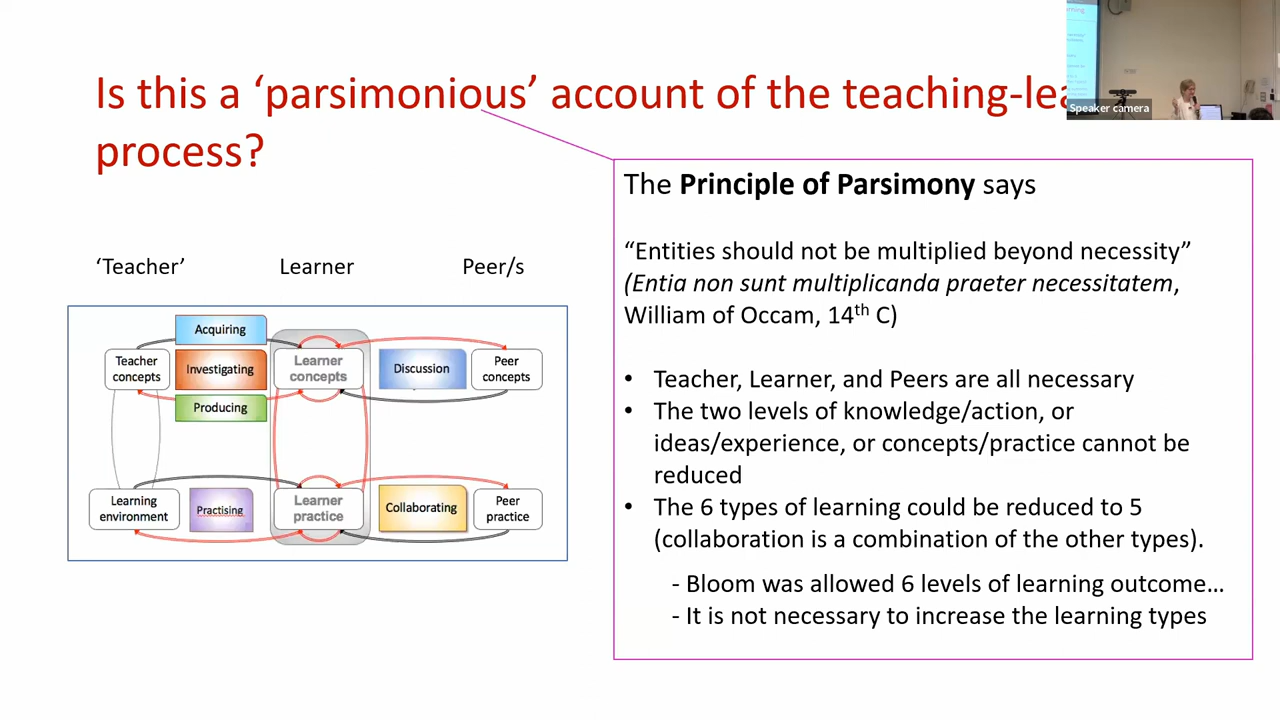 Is this a ‘parsimonious’ account of the teaching-lea
process?
Speaker camera
The Principle of Parsimony says
“Entities should not be multiplied beyond necessity”
(Entia non sunt multiplicanda praeter necessitatem,
William of Occam, 14th C)
• Teacher, Learner, and Peers are all necessary
• The two levels of knowledge/action, or
ideas/experience, or concepts/practice cannot be
reduced
• The 6 types of learning could be reduced to 5
(collaboration is a combination of the other types).
- Bloom was allowed 6 levels of learning outcome…
- It is not necessary to increase the learning types
‘Teacher’ Learner Peer/s
Acquiring
Teacher
concepts
Investigating
Learner
concepts
Discussion
Peer
concepts
Producing
Learning
environment
Practising
Learner
practice
Collaborating
Peer
practice